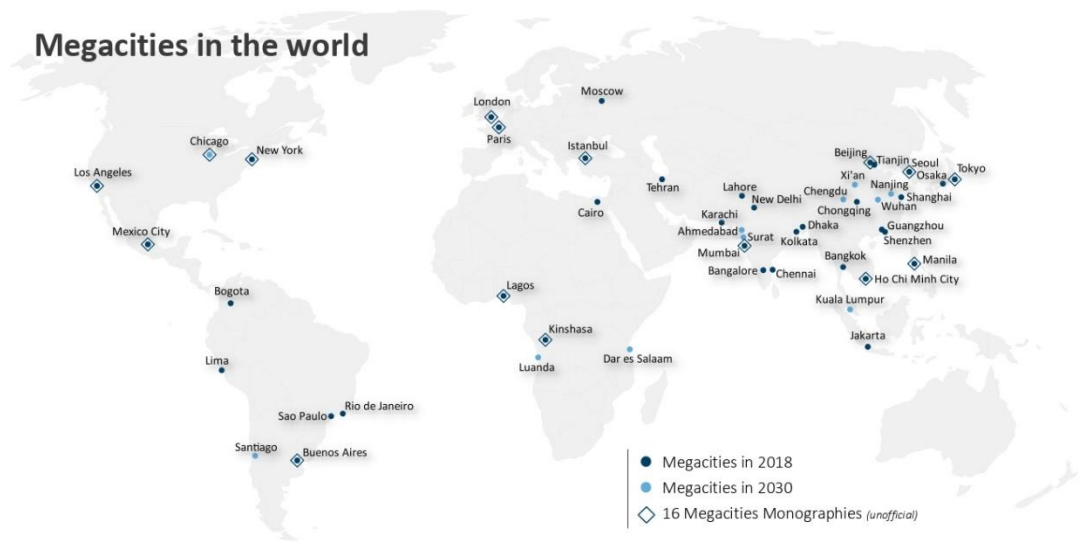 Megacities in the world
Moscow
London
Paris
Chicago
New York
Istanbul
Beijing
Tianjin
Seoul
Tokyo
Los Angeles
Osaka
Xi'an
Tehran
Lahore
Chengdu
Nanjing
New Delhi
Shanghai
Cairo
Chongqing
Wuhan
Karachi
Mexico City
Ahmedabad
Dhaka
Guangzhou
Surat
Kolkata
Shenzhen
Mumbai
Bangkok
Manila
Bangalore
Chennai
Ho Chi Minh City
Bogota
Lagos
Kuala Lumpur
Kinshasa
Jakarta
Lima
Luanda
Dar es Salaam
Sao Paulo
Rio de Janeiro
Santiago
Buenos Aires
Megacities in 2018
Megacities in 2030
16 Megacities Monographies (unofficial)